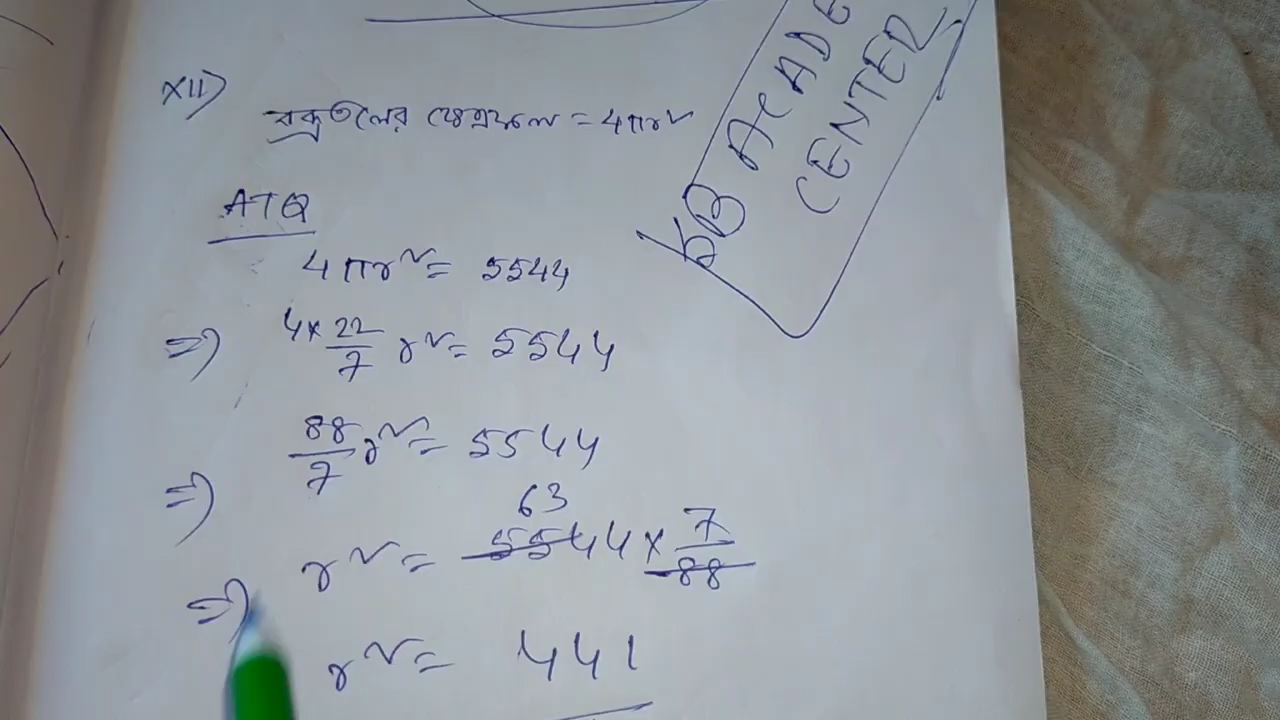 XII)
বক্রতলের ক্ষেত্রফল = 4πr²
ATQ
4πr² = 5544
⇒) 4× 22/7 r² = 5544
88/7 r² = 5544
⇒)
63
r² = 5544 × 7/88
⇒)
r² = 441
KB ACADE
CENTER